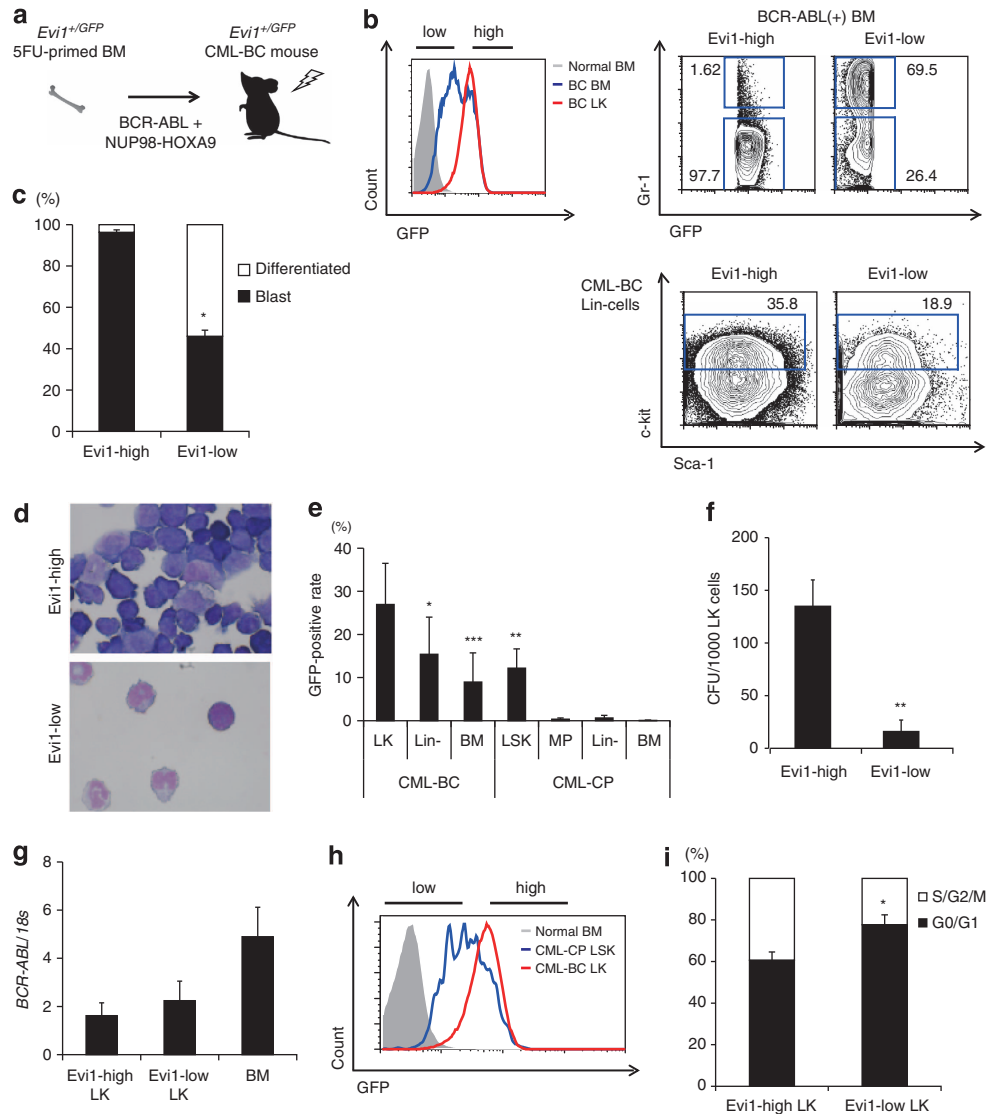 a
Evi1+/GFP
5FU-primed BM
Evi1+/GFP
CML-BC mouse
BCR-ABL +
NUP98-HOXA9
b
low high
Normal BM
BC BM
BC LK
Count
GFP
BCR-ABL(+) BM
Evi1-high Evi1-low
1.62
97.7
69.5
26.4
Gr-1
GFP
CML-BC
Lin-cells
Evi1-high Evi1-low
35.8
18.9
c-kit
Sca-1
c
(%)
100
80
60
40
20
0
*
Differentiated
Blast
Evi1-high Evi1-low
d
Evi1-high
Evi1-low
e
(%)
GFP-positive rate
40
30
20
10
0
* *** **
LK Lin- BM LSK MP Lin- BM
CML-BC CML-CP
f
CFU/1000 LK cells
200
150
100
50
0
**
Evi1-high Evi1-low
g
BCR-ABL/18s
8
6
4
2
0
Evi1-high LK
Evi1-low LK
BM
h
low high
Normal BM
CML-CP LSK
CML-BC LK
Count
GFP
i
(%)
100
80
60
40
20
0
*
S/G2/M
G0/G1
Evi1-high LK Evi1-low LK